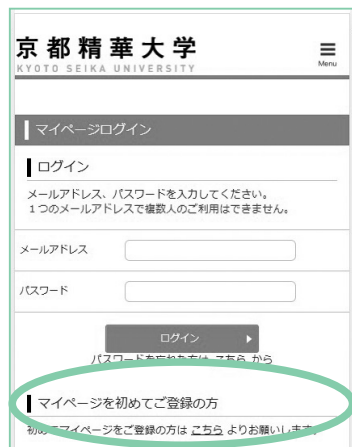 京都精華大学
KYOTO SEIKA UNIVERSITY
Menu
マイページログイン
ログイン
メールアドレス、パスワードを入力してください。
１つのメールアドレスで複数人のご利用はできません。
メールアドレス
パスワード
ログイン
パスワードを忘れた方は こちら から
マイページを初めてご登録の方
初めてマイページをご登録の方は こちら よりお願いします。